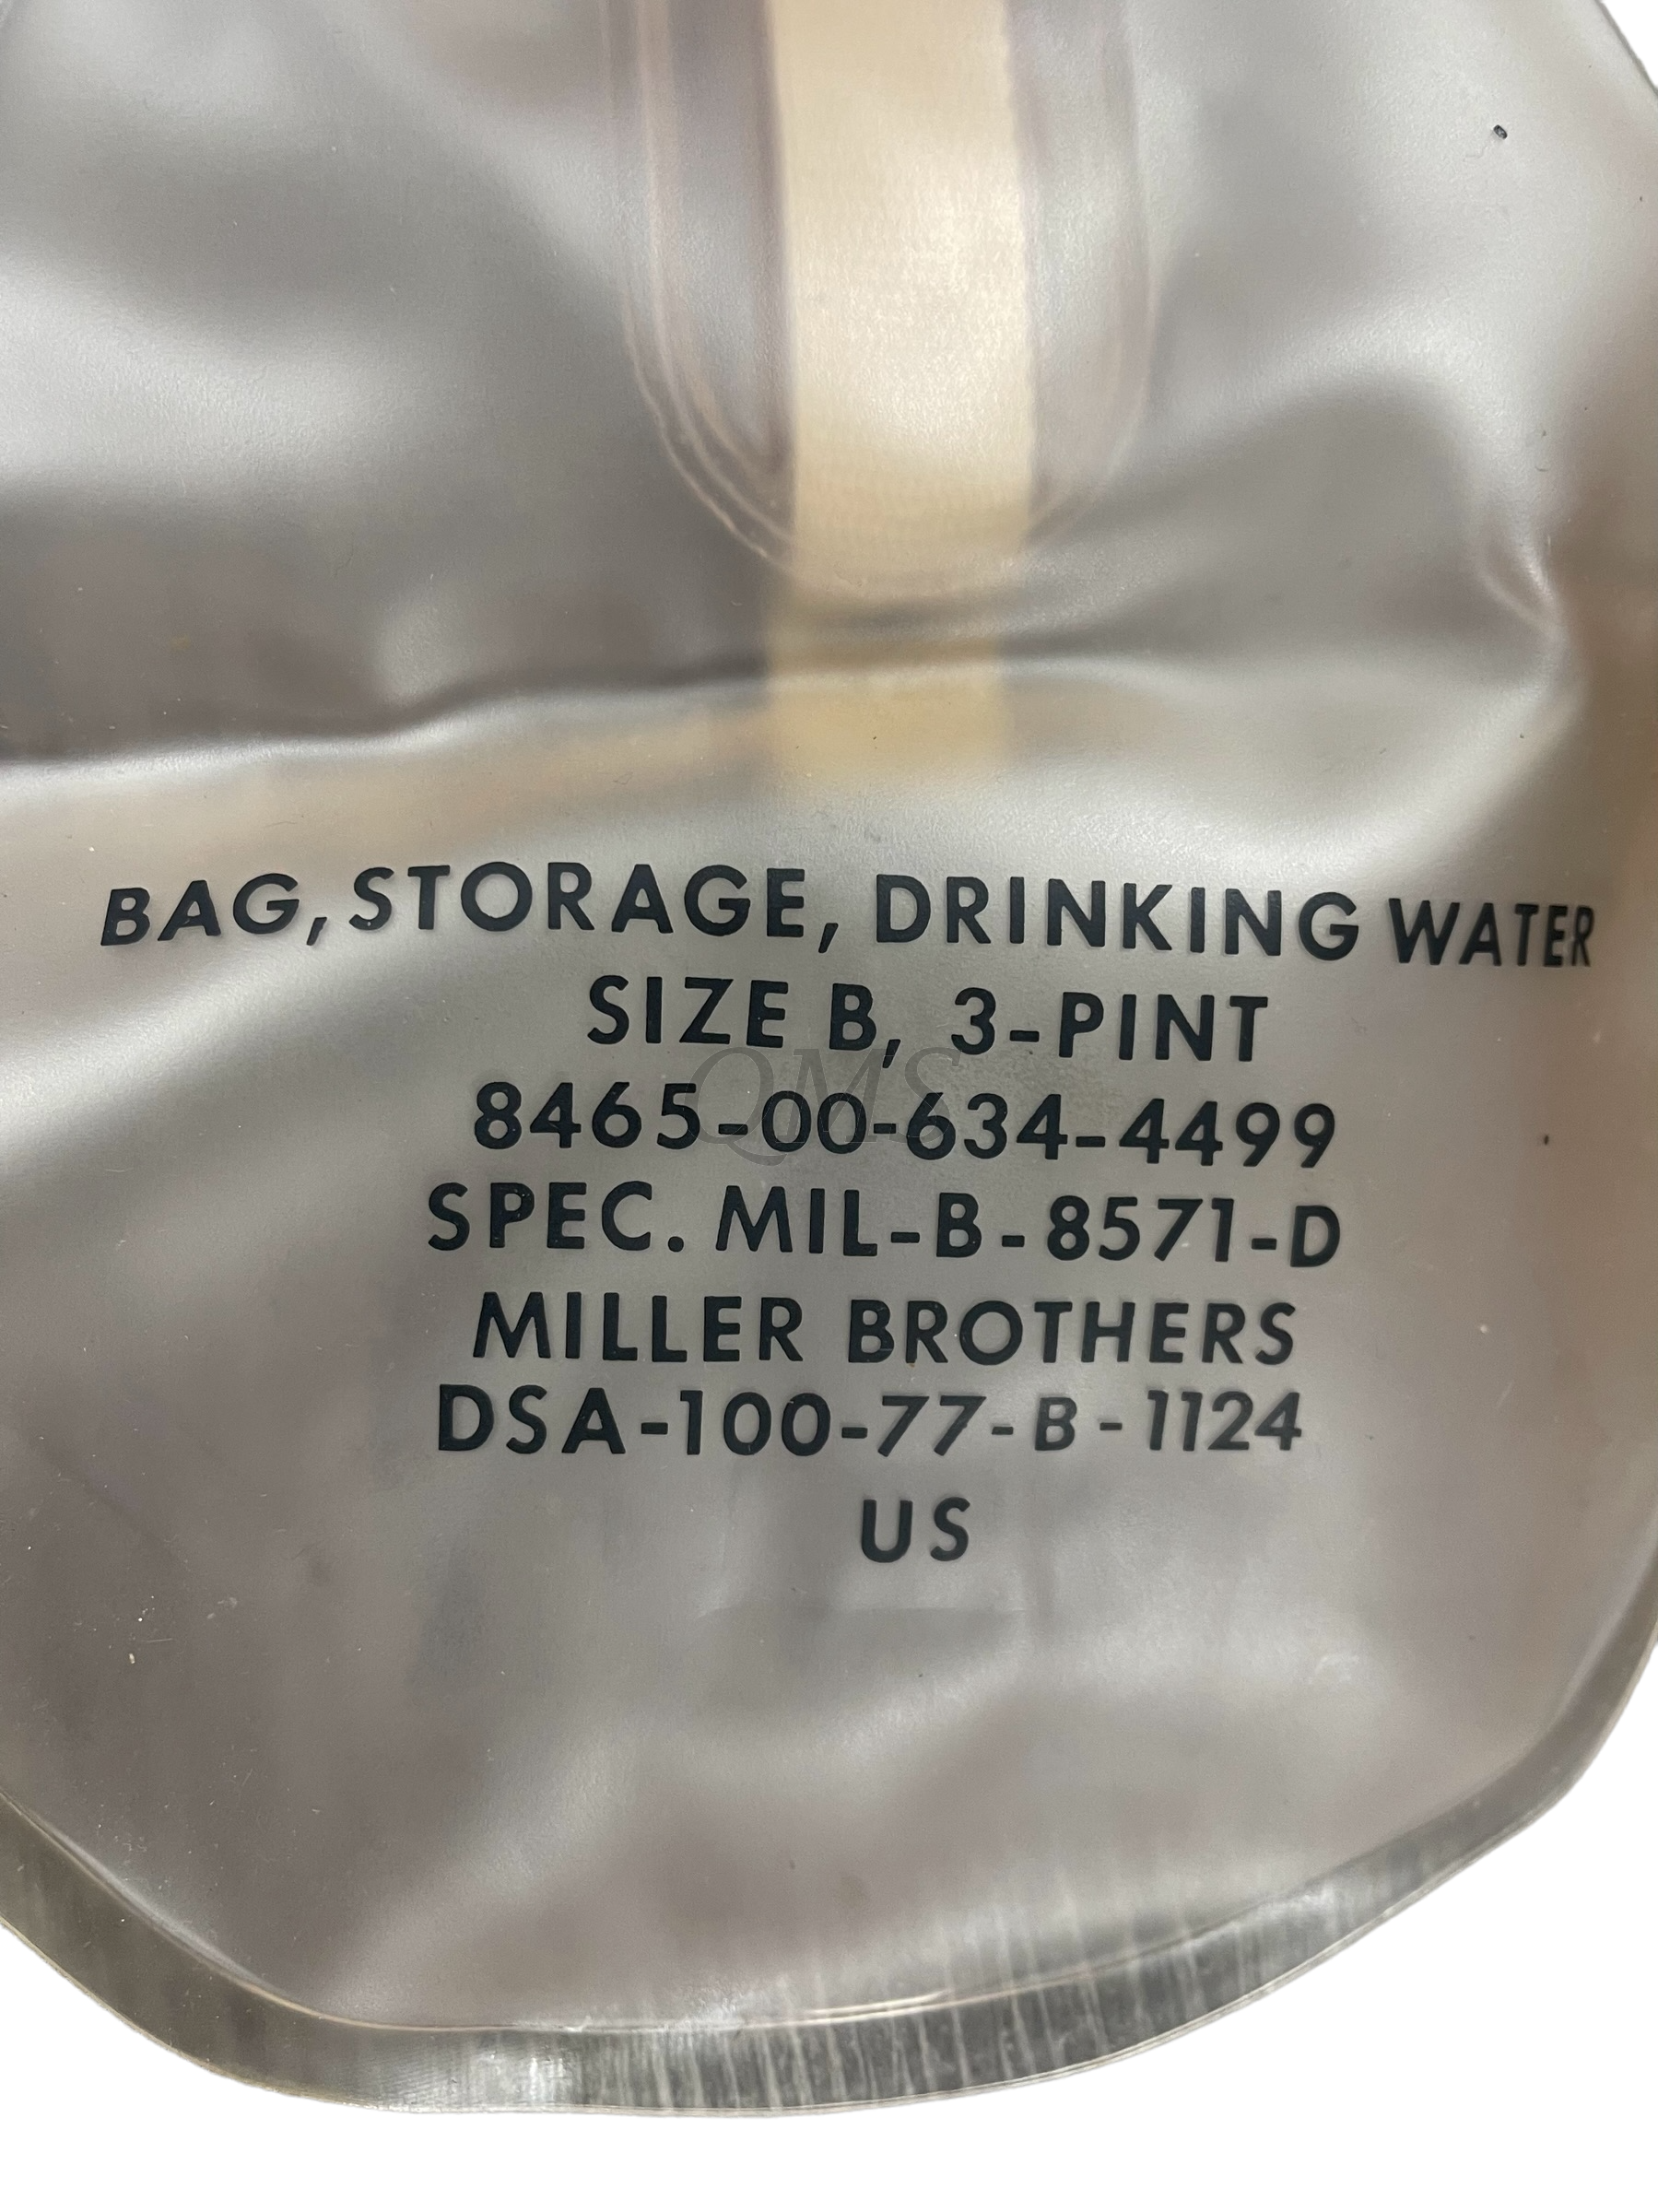 BAG, STORAGE, DRINKING WATER
SIZE B, 3-PINT
QMS
8465-00-634-4499
SPEC. MIL-B-8571-D
MILLER BROTHERS
DSA-100-77-B-1124
US